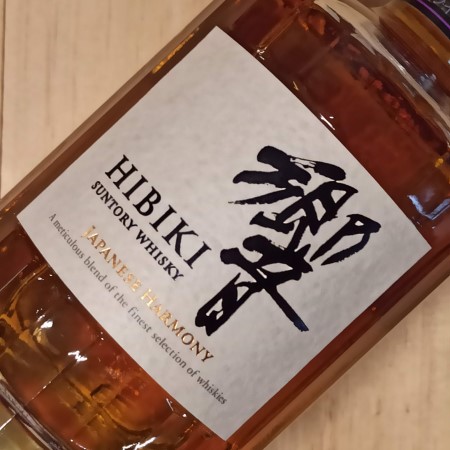 響
HIBIKI
SUNTORY WHISKY
JAPANESE HARMONY
A meticulous blend of the finest selection of whiskies